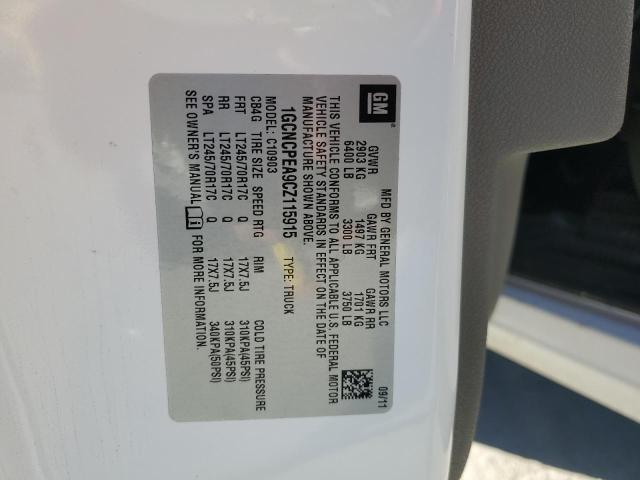 GM
MFD BY GENERAL MOTORS LLC 09/11
GVWR GAWR FRT GAWR RR
2903 KG 1497 KG 1701 KG
6400 LB 3300 LB 3750 LB
THIS VEHICLE CONFORMS TO ALL APPLICABLE U.S. FEDERAL MOTOR
VEHICLE SAFETY STANDARDS IN EFFECT ON THE DATE OF
MANUFACTURE SHOWN ABOVE.
1GCNCPEA9CZ115915 TYPE: TRUCK
MODEL: C10903
CB4G TIRE SIZE SPEED RTG RIM COLD TIRE PRESSURE
FRT LT245/70R17C Q 17X7.5J 310KPA(45PSI)
RR LT245/70R17C Q 17X7.5J 310KPA(45PSI)
SPA LT245/70R17C Q 17X7.5J 340KPA(50PSI)
SEE OWNER'S MANUAL FOR MORE INFORMATION.